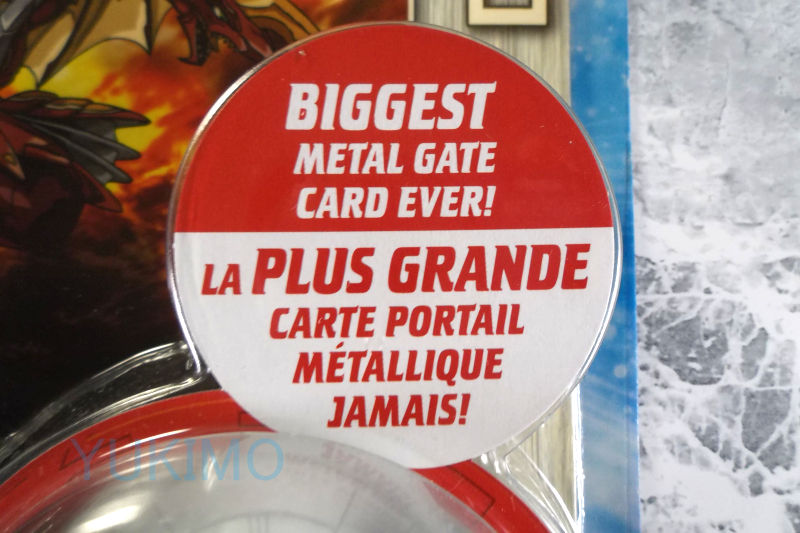 BIGGEST
METAL GATE
CARD EVER!
LA PLUS GRANDE
CARTE PORTAIL
MÉTALLIQUE
JAMAIS!
YUKIMO